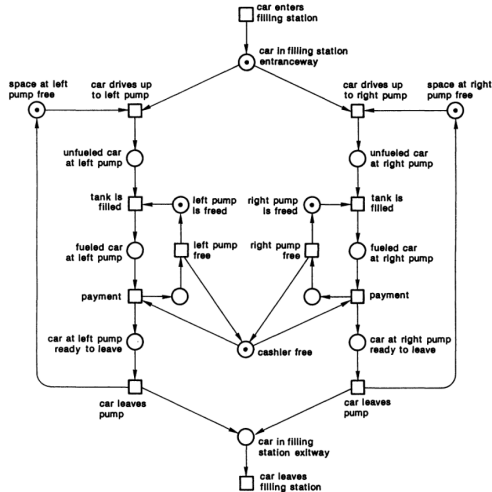 car enters
filling station
car in filling station
entranceway
space at left
pump free
car drives up
to left pump
car drives up
to right pump
space at right
pump free
unfueled car
at left pump
unfueled car
at right pump
tank is
filled
left pump
is freed
right pump
is freed
tank is
filled
fueled car
at left pump
left pump
free
right pump
free
fueled car
at right pump
payment
payment
car at left pump
ready to leave
cashier free
car at right pump
ready to leave
car leaves
pump
car leaves
pump
car in filling
station exitway
car leaves
filling station